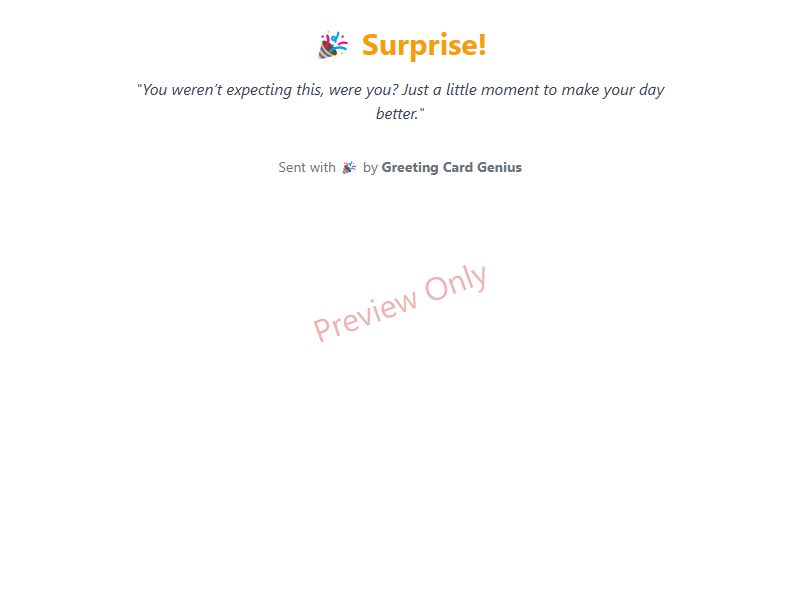 🎉 Surprise!
"You weren’t expecting this, were you? Just a little moment to make your day
better."
Sent with 🎉 by Greeting Card Genius
Preview Only